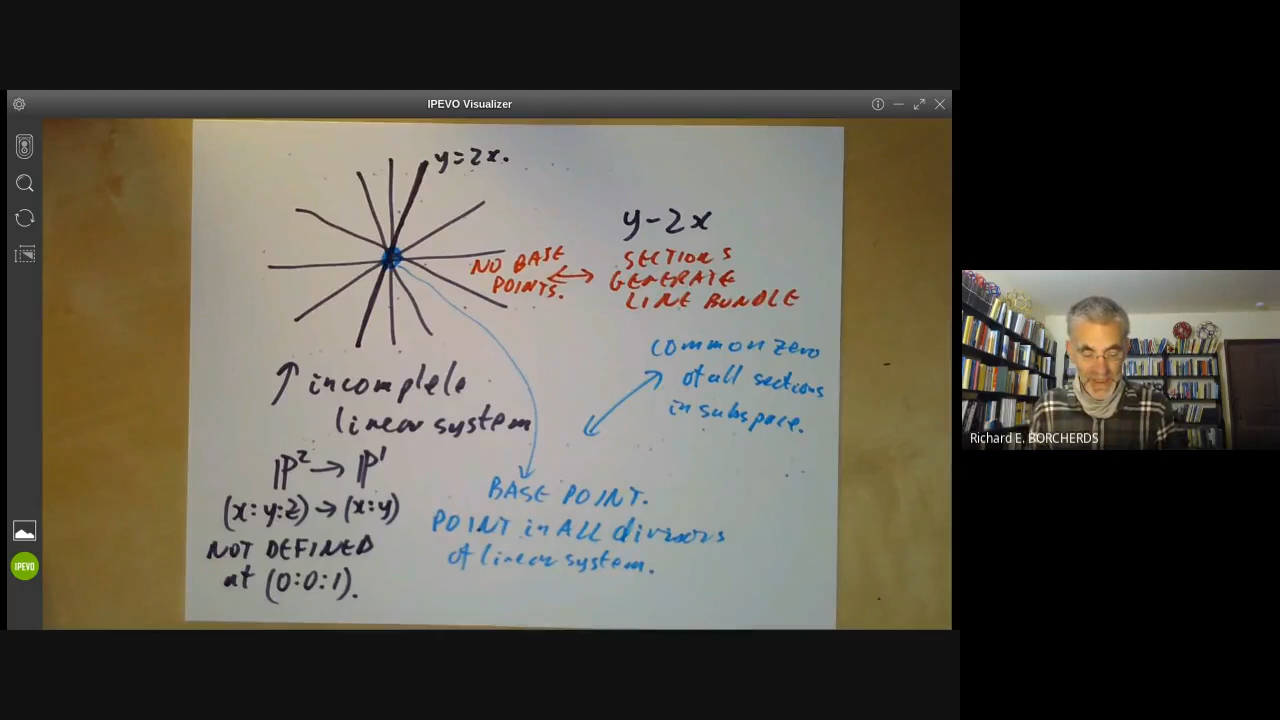 IPEVO Visualizer
y=2x.
y-2x
NO BASE
POINTS.
SECTIONS
GENERATE
LINE BUNDLE
common zero
of all sections
in subspace.
↑ incomplete
linear system
ℙ² → ℙ¹
(x:y:z) → (x:y)
NOT DEFINED
at (0:0:1).
BASE POINT.
POINT in ALL divisors
of linear system.
IPEVO
Richard E. BORCHERDS